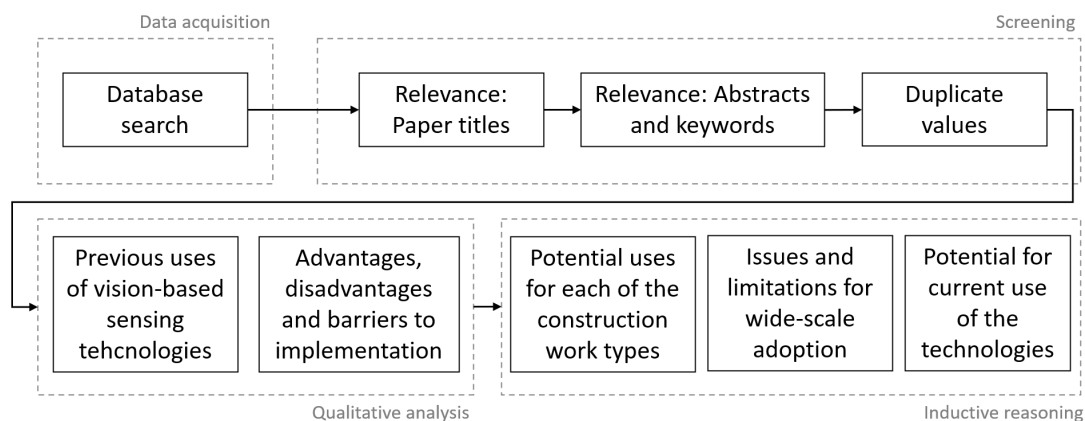 Data acquisition
Screening
Database
search
Relevance:
Paper titles
Relevance: Abstracts
and keywords
Duplicate
values
Previous uses
of vision-based
sensing
tehcnologies
Advantages,
disadvantages
and barriers to
implementation
Potential uses
for each of the
construction
work types
Issues and
limitations for
wide-scale
adoption
Potential for
current use
of the
technologies
Qualitative analysis
Inductive reasoning